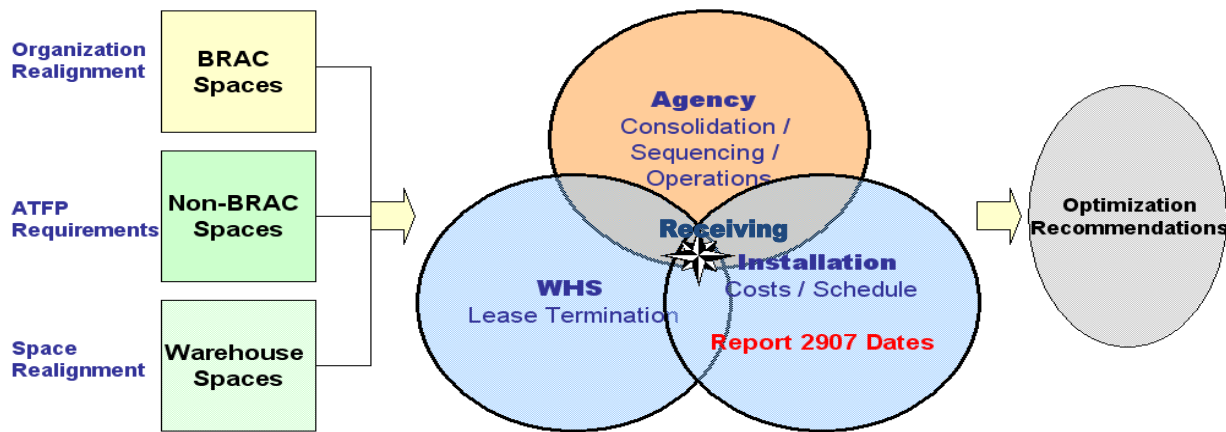 Organization
Realignment
BRAC
Spaces
ATFP
Requirements
Non-BRAC
Spaces
Space
Realignment
Warehouse
Spaces
Agency
Consolidation /
Sequencing /
Operations
Receiving
Installation
Costs / Schedule
Report 2907 Dates
WHS
Lease Termination
Optimization
Recommendations